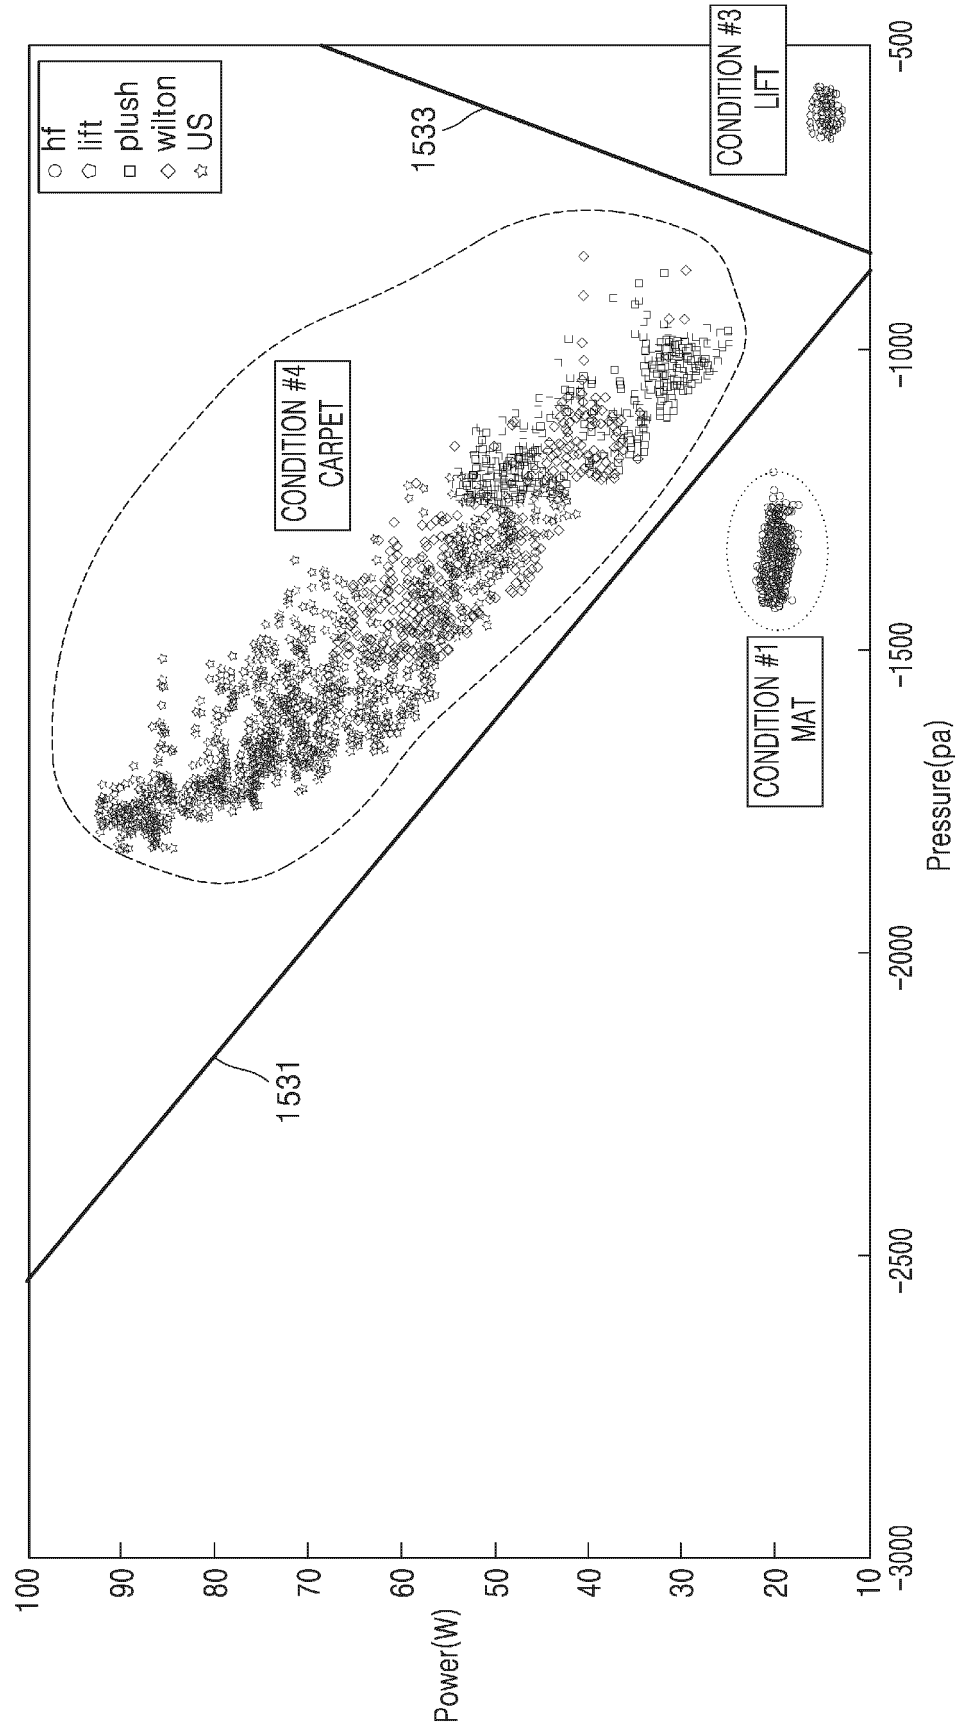 Power(W)
100
90
80
70
60
50
40
30
20
10
-3000
-2500
-2000
-1500
-1000
-500
Pressure(pa)
1531
1533
CONDITION #4
CARPET
CONDITION #1
MAT
CONDITION #3
LIFT
hf
lift
plush
wilton
US